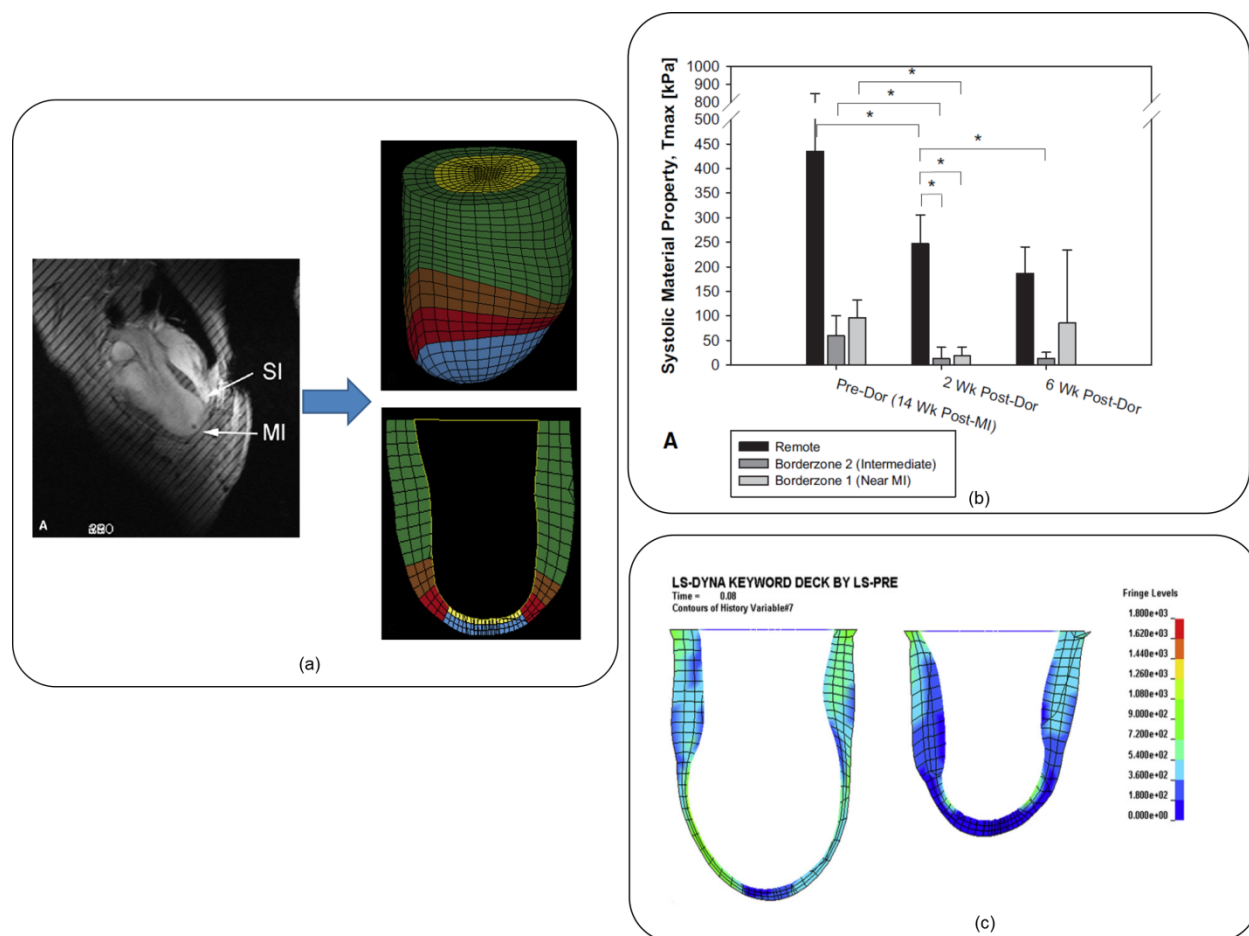 SI
MI
A
(a)
Systolic Material Property, Tmax [kPa]
1000
900
800
500
450
400
350
300
250
200
150
100
50
0
*
*
*
*
*
*
Pre-Dor (14 Wk Post-MI)
2 Wk Post-Dor
6 Wk Post-Dor
A
Remote
Borderzone 2 (Intermediate)
Borderzone 1 (Near MI)
(b)
LS-DYNA KEYWORD DECK BY LS-PRE
Time = 0.08
Contours of History Variable#7
Fringe Levels
1.800e+03
1.620e+03
1.440e+03
1.260e+03
1.080e+03
9.000e+02
7.200e+02
5.400e+02
3.600e+02
1.800e+02
0.000e+00
(c)